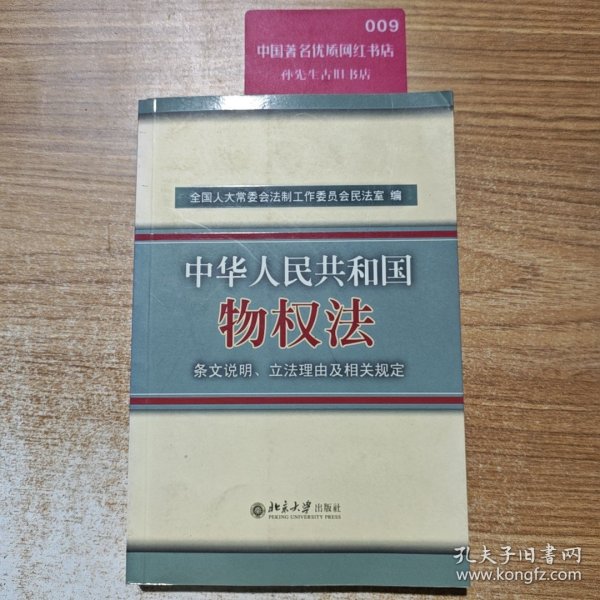 009
中国著名优质网红书店
孙先生古旧书店
全国人大常委会法制工作委员会民法室 编
中华人民共和国
物权法
条文说明、立法理由及相关规定
北京大学出版社
PEKING UNIVERSITY PRESS
孔夫子旧书网
www.kongfz.com